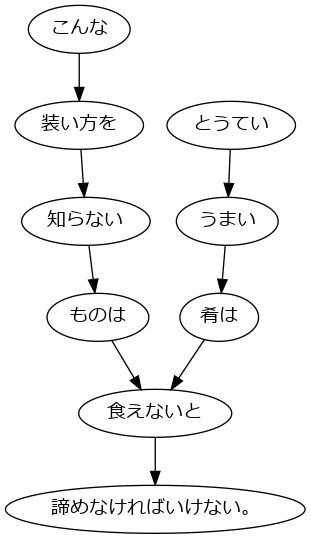 こんな
装い方を
とうてい
知らない
うまい
ものは
肴は
食えないと
諦めなければいけない。